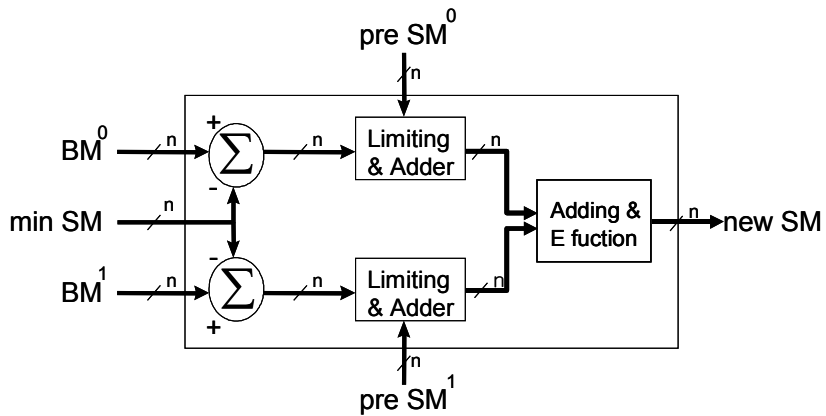 pre SM⁰
n
BM⁰ n + Σ - n Limiting & Adder n
min SM n
Adding & E fuction n new SM
BM¹ n - Σ + n Limiting & Adder n
n
pre SM¹